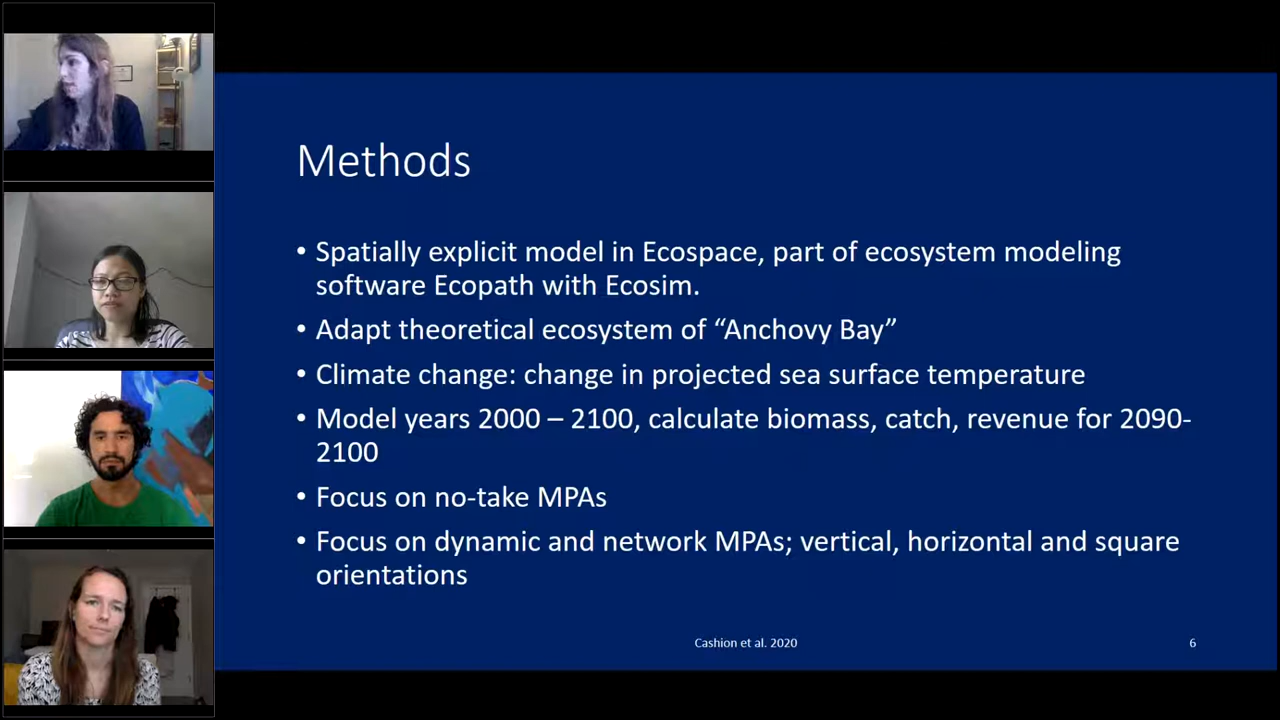 Methods
• Spatially explicit model in Ecospace, part of ecosystem modeling
software Ecopath with Ecosim.
• Adapt theoretical ecosystem of “Anchovy Bay”
• Climate change: change in projected sea surface temperature
• Model years 2000 – 2100, calculate biomass, catch, revenue for 2090-
2100
• Focus on no-take MPAs
• Focus on dynamic and network MPAs; vertical, horizontal and square
orientations
Cashion et al. 2020
6